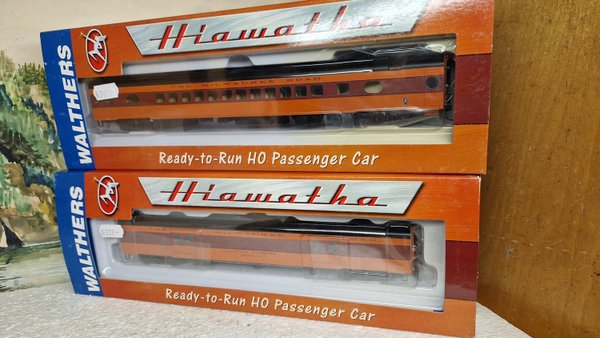 WALTHERS
Hiawatha
THE MILWAUKEE ROAD
Ready-to-Run HO Passenger Car
WALTHERS
Hiawatha
ROAD
Ready-to-Run HO Passenger Car